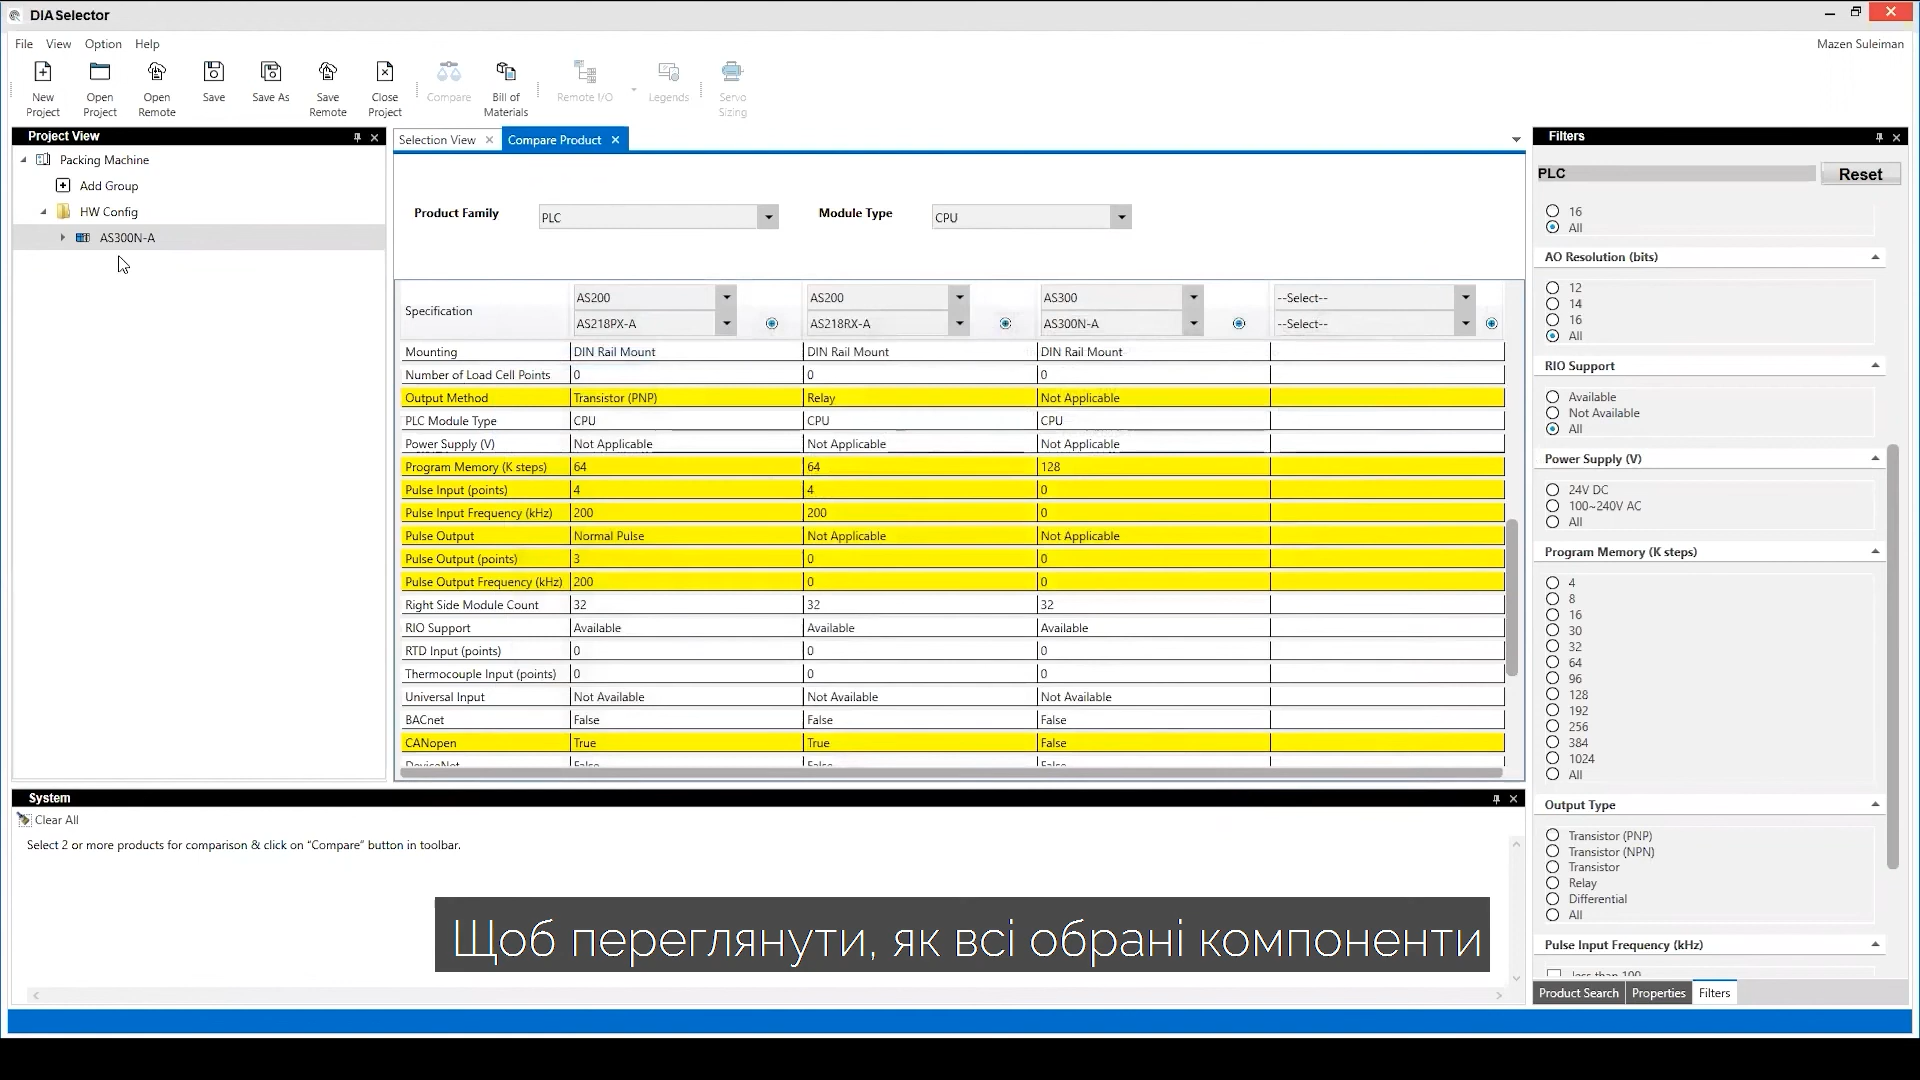 DIASelector
File View Option Help
Mazen Suleiman
New Project
Open Project
Open Remote
Save
Save As
Save Remote
Close Project
Compare
Bill of Materials
Remote I/O
Legends
Servo Sizing
Project View
Packing Machine
Add Group
HW Config
AS300N-A
Selection View
Compare Product
Product Family PLC Module Type CPU
Specification
AS200 AS200 AS300 --Select--
AS218PX-A AS218RX-A AS300N-A --Select--
Mounting DIN Rail Mount DIN Rail Mount DIN Rail Mount
Number of Load Cell Points 0 0 0
Output Method Transistor (PNP) Relay Not Applicable
PLC Module Type CPU CPU CPU
Power Supply (V) Not Applicable Not Applicable Not Applicable
Program Memory (K steps) 64 64 128
Pulse Input (points) 4 4 0
Pulse Input Frequency (kHz) 200 200 0
Pulse Output Normal Pulse Not Applicable Not Applicable
Pulse Output (points) 3 0 0
Pulse Output Frequency (kHz) 200 0 0
Right Side Module Count 32 32 32
RIO Support Available Available Available
RTD Input (points) 0 0 0
Thermocouple Input (points) 0 0 0
Universal Input Not Available Not Available Not Available
BACnet False False False
CANopen True True False
DeviceNet False False False
Filters
PLC Reset
16
All
AO Resolution (bits)
12
14
16
All
RIO Support
Available
Not Available
All
Power Supply (V)
24V DC
100~240V AC
All
Program Memory (K steps)
4
8
16
30
32
64
96
128
192
256
384
1024
All
Output Type
Transistor (PNP)
Transistor (NPN)
Transistor
Relay
Differential
All
Pulse Input Frequency (kHz)
less than 100
Product Search Properties Filters
System
Clear All
Select 2 or more products for comparison & click on "Compare" button in toolbar.
Щоб переглянути, як всі обрані компоненти